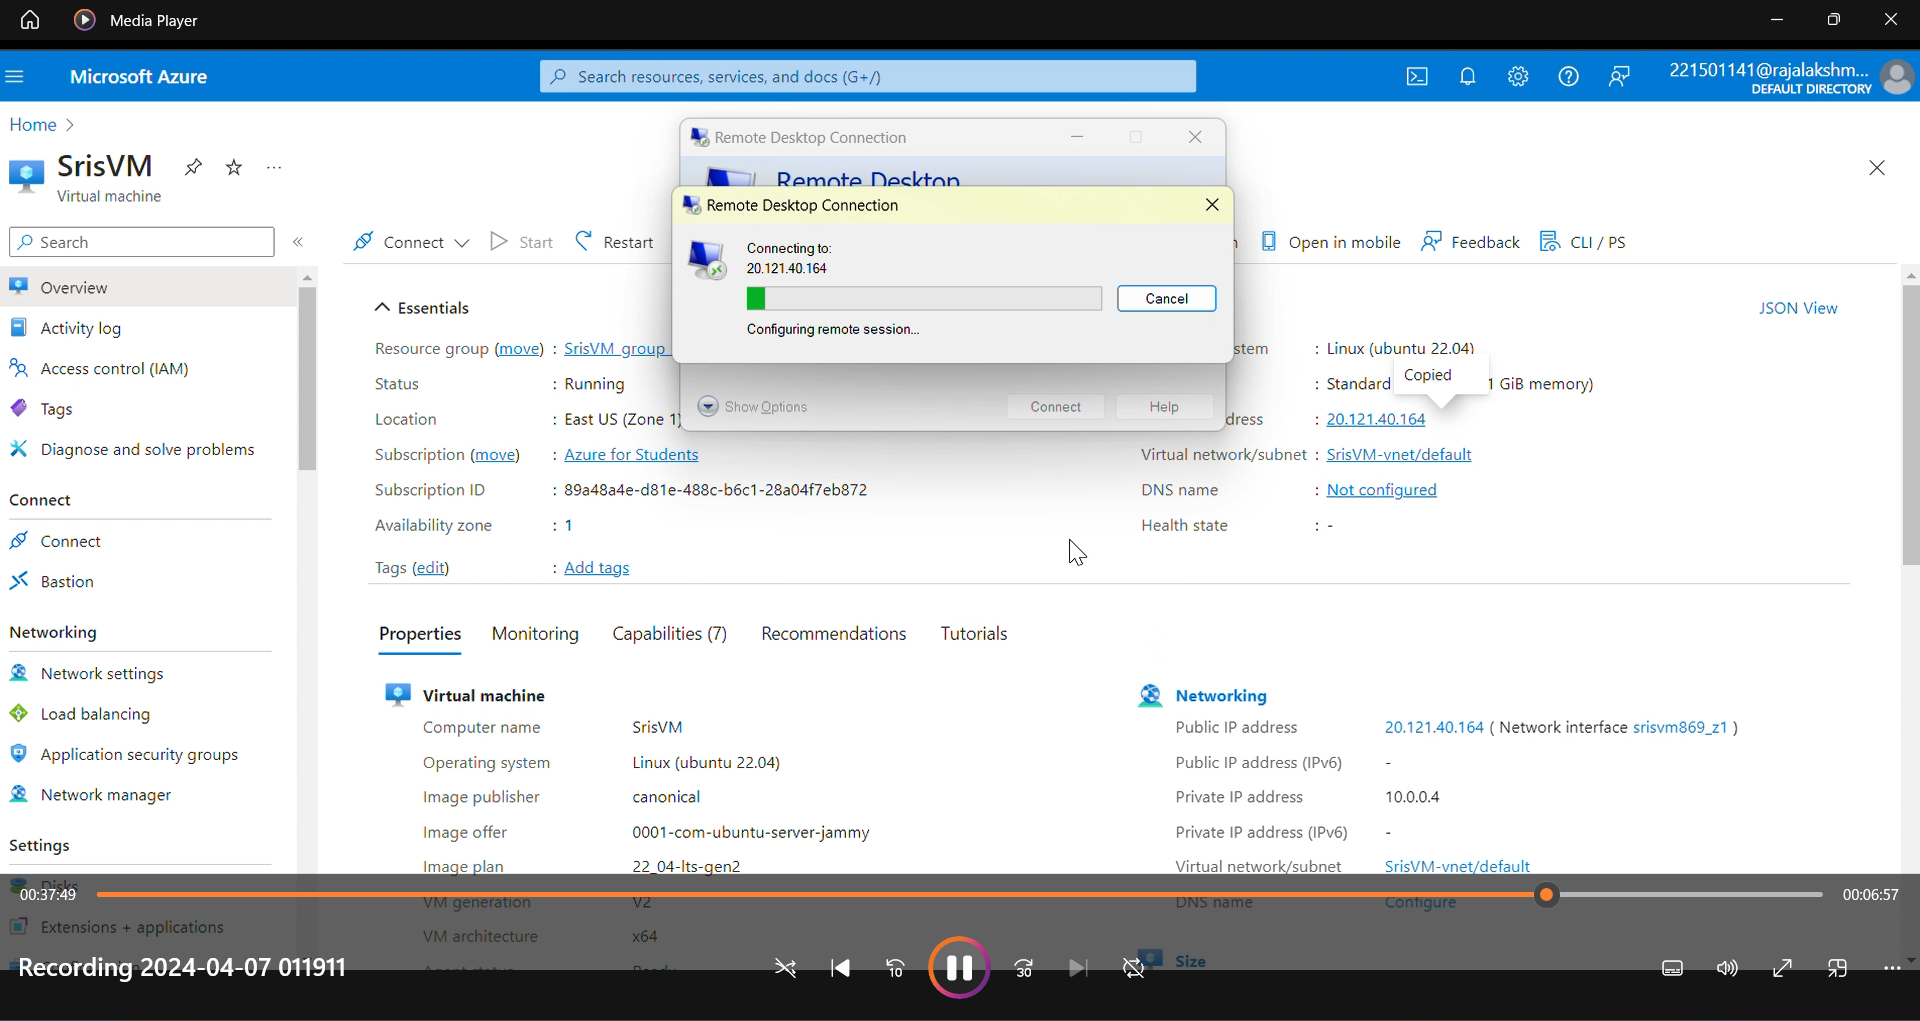 Media Player
Microsoft Azure
Search resources, services, and docs (G+/)
221501141@rajalakshm...
DEFAULT DIRECTORY
Home
SrisVM
Virtual machine
Search
Connect
Start
Restart
Open in mobile
Feedback
CLI / PS
Remote Desktop Connection
Remote Desktop
Remote Desktop Connection
Connecting to:
20.121.40.164
Cancel
Configuring remote session...
Show Options
Connect
Help
Overview
Activity log
Access control (IAM)
Tags
Diagnose and solve problems
Connect
Connect
Bastion
Networking
Network settings
Load balancing
Application security groups
Network manager
Settings
Disks
Extensions + applications
Essentials
JSON View
Resource group (move) : SrisVM_group
Status : Running
Location : East US (Zone 1)
Subscription (move) : Azure for Students
Subscription ID : 89a48a4e-d81e-488c-b6c1-28a04f7eb872
Availability zone : 1
Tags (edit) : Add tags
stem : Linux (ubuntu 22.04)
Copied
: Standard 1 GiB memory)
dress : 20.121.40.164
Virtual network/subnet : SrisVM-vnet/default
DNS name : Not configured
Health state : -
Properties
Monitoring
Capabilities (7)
Recommendations
Tutorials
Virtual machine
Computer name SrisVM
Operating system Linux (ubuntu 22.04)
Image publisher canonical
Image offer 0001-com-ubuntu-server-jammy
Image plan 22_04-lts-gen2
VM generation V2
VM architecture x64
Networking
Public IP address 20.121.40.164 ( Network interface srisvm869_z1 )
Public IP address (IPv6) -
Private IP address 10.0.0.4
Private IP address (IPv6) -
Virtual network/subnet SrisVM-vnet/default
DNS name Configure
Size
00:37:49
00:06:57
Recording 2024-04-07 011911
10
30